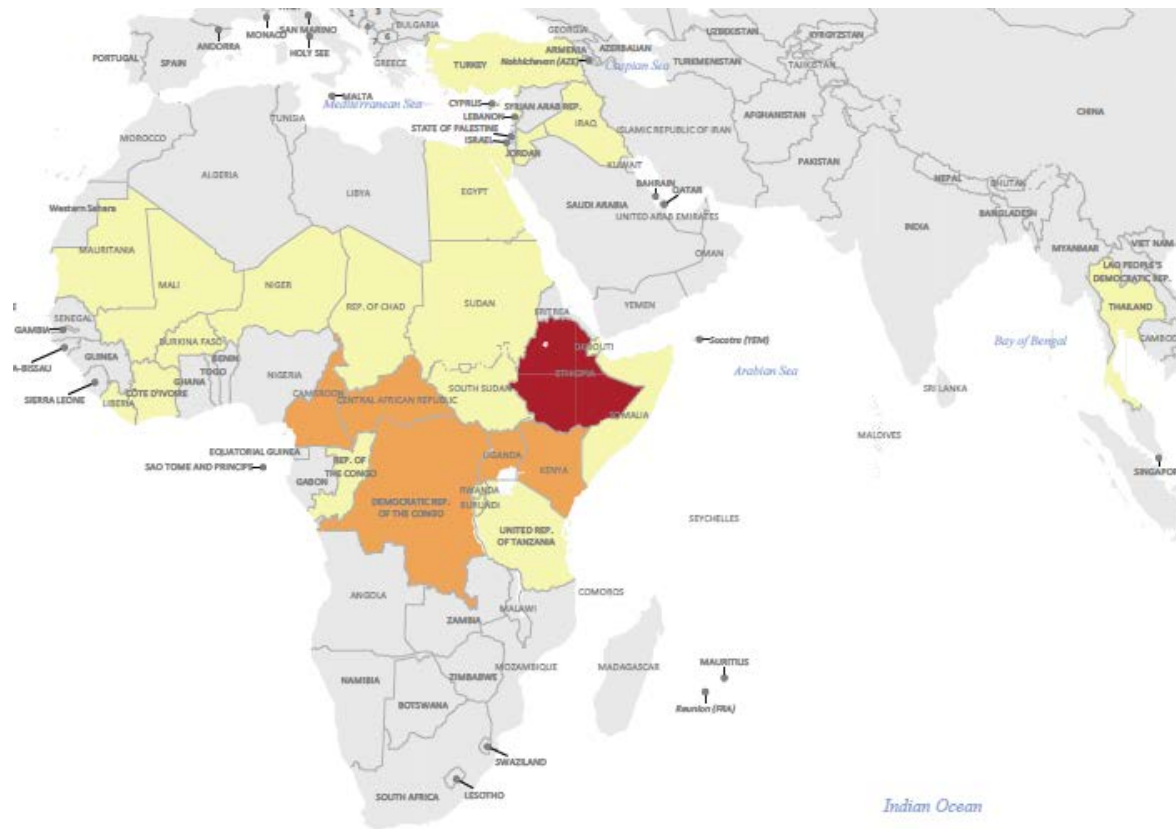 SAN MARINO
BULGARIA
GEORGIA
UZBEKISTAN
KYRGYZSTAN
MONACO
ANDORRA
HOLY SEE
PORTUGAL
SPAIN
GREECE
TURKEY
ARMENIA
AZERBAIJAN
Nakhichevan (AZE)
Caspian Sea
TURKMENISTAN
TAJIKISTAN
MALTA
Mediterranean Sea
CYPRUS
SYRIAN ARAB REP.
LEBANON
STATE OF PALESTINE
ISRAEL
JORDAN
IRAQ
ISLAMIC REPUBLIC OF IRAN
AFGHANISTAN
CHINA
TUNISIA
MOROCCO
ALGERIA
LIBYA
EGYPT
KUWAIT
BAHRAIN
QATAR
PAKISTAN
NEPAL
BHUTAN
SAUDI ARABIA
UNITED ARAB EMIRATES
BANGLADESH
INDIA
Western Sahara
OMAN
MYANMAR
VIET NAM
LAO PEOPLE'S
DEMOCRATIC REP.
MAURITANIA
MALI
NIGER
REP. OF CHAD
SUDAN
ERITREA
YEMEN
THAILAND
SENEGAL
GAMBIA
BURKINA FASO
DJIBOUTI
Socotra (YEM)
Bay of Bengal
CAMBOD
GUINEA
BENIN
TOGO
GHANA
NIGERIA
A-BISSAU
ETHIOPIA
Arabian Sea
SIERRA LEONE
LIBERIA
CÔTE D'IVOIRE
CAMEROON
CENTRAL AFRICAN REPUBLIC
SOUTH SUDAN
SOMALIA
SRI LANKA
MALDIVES
EQUATORIAL GUINEA
SAO TOME AND PRINCIPE
GABON
REP. OF
THE CONGO
UGANDA
KENYA
SINGAPOR
DEMOCRATIC REP.
OF THE CONGO
RWANDA
BURUNDI
SEYCHELLES
UNITED REP.
OF TANZANIA
ANGOLA
ZAMBIA
MALAWI
COMOROS
MOZAMBIQUE
MADAGASCAR
MAURITIUS
NAMIBIA
ZIMBABWE
BOTSWANA
Reunion (FRA)
SWAZILAND
SOUTH AFRICA
LESOTHO
Indian Ocean